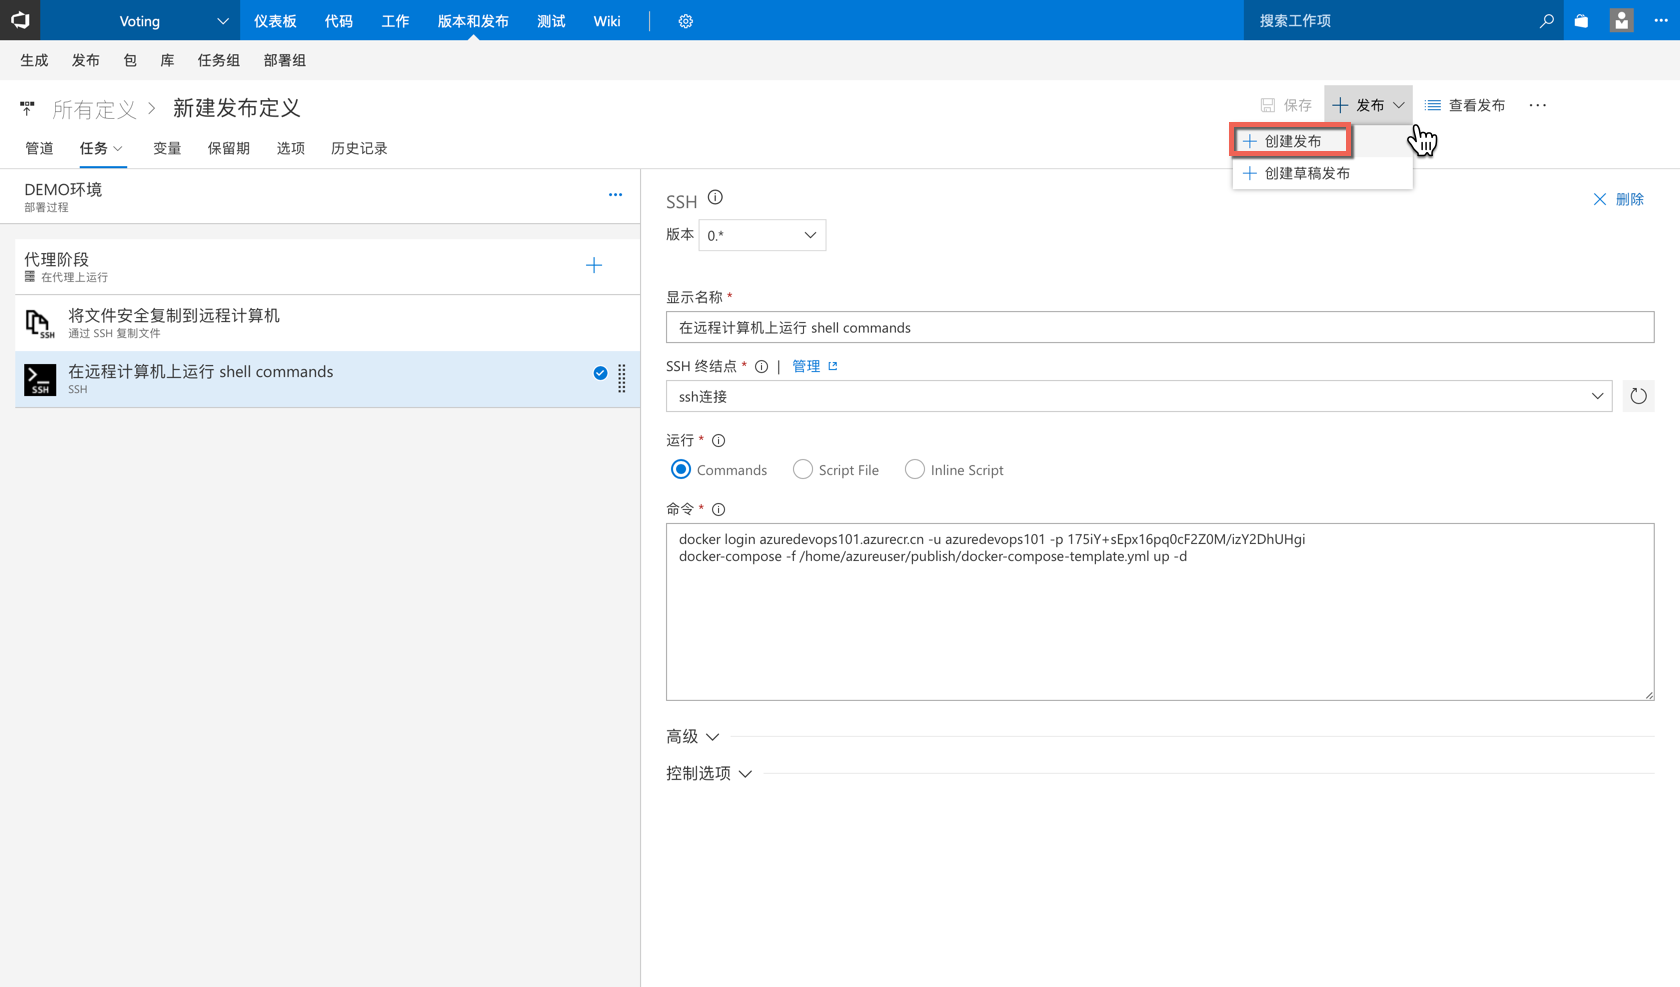 Voting 仪表板 代码 工作 版本和发布 测试 Wiki 搜索工作项
生成 发布 包 库 任务组 部署组
所有定义 > 新建发布定义 保存 发布 查看发布
管道 任务 变量 保留期 选项 历史记录
创建发布
创建草稿发布
DEMO环境
部署过程
代理阶段
在代理上运行
将文件安全复制到远程计算机
通过 SSH 复制文件
SSH
在远程计算机上运行 shell commands
SSH
SSH
SSH 删除
版本 0.*
显示名称 *
在远程计算机上运行 shell commands
SSH 终结点 * | 管理
ssh连接
运行 *
Commands Script File Inline Script
命令 *
docker login azuredevops101.azurecr.cn -u azuredevops101 -p 175iY+sEpx16pq0cF2Z0M/izY2DhUHgi
docker-compose -f /home/azureuser/publish/docker-compose-template.yml up -d
高级
控制选项